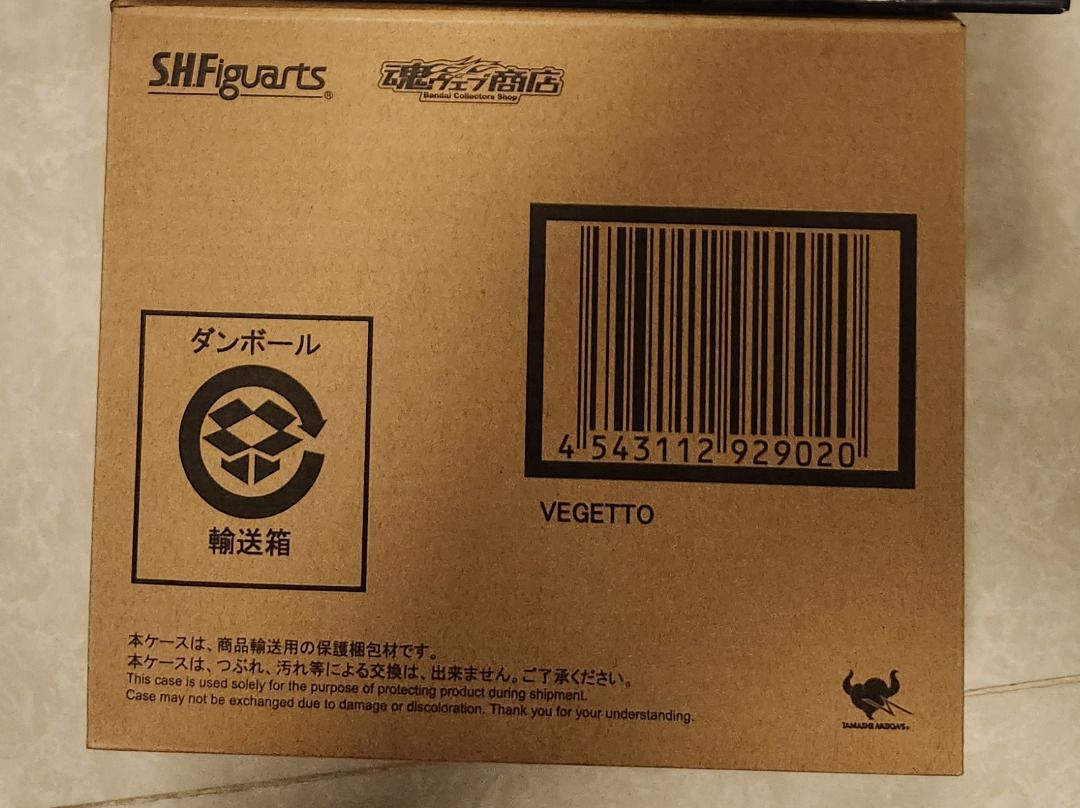 S.H.Figuarts®
魂ウェブ商店
Bandai Collectors Shop
4 543112 929020
VEGETTO
ダンボール
輸送箱
本ケースは、商品輸送用の保護梱包材です。
本ケースは、つぶれ、汚れ等による交換は、出来ません。ご了承ください。
This case is used solely for the purpose of protecting product during shipment.
Case may not be exchanged due to damage or discoloration. Thank you for your understanding.
TAMASHII NATIONS